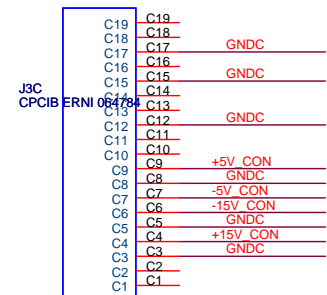 C19 C19
C18 C18
C17 C17 GNDC
C16 C16
C15 C15 GNDC
J3C C14 C14
CPCIB ERNI 064784 C13 C13
C12 C12 GNDC
C11 C11
C10 C10
C9 C9 +5V_CON
C8 C8 GNDC
C7 C7 -5V_CON
C6 C6 -15V_CON
C5 C5 GNDC
C4 C4 +15V_CON
C3 C3 GNDC
C2 C2
C1 C1